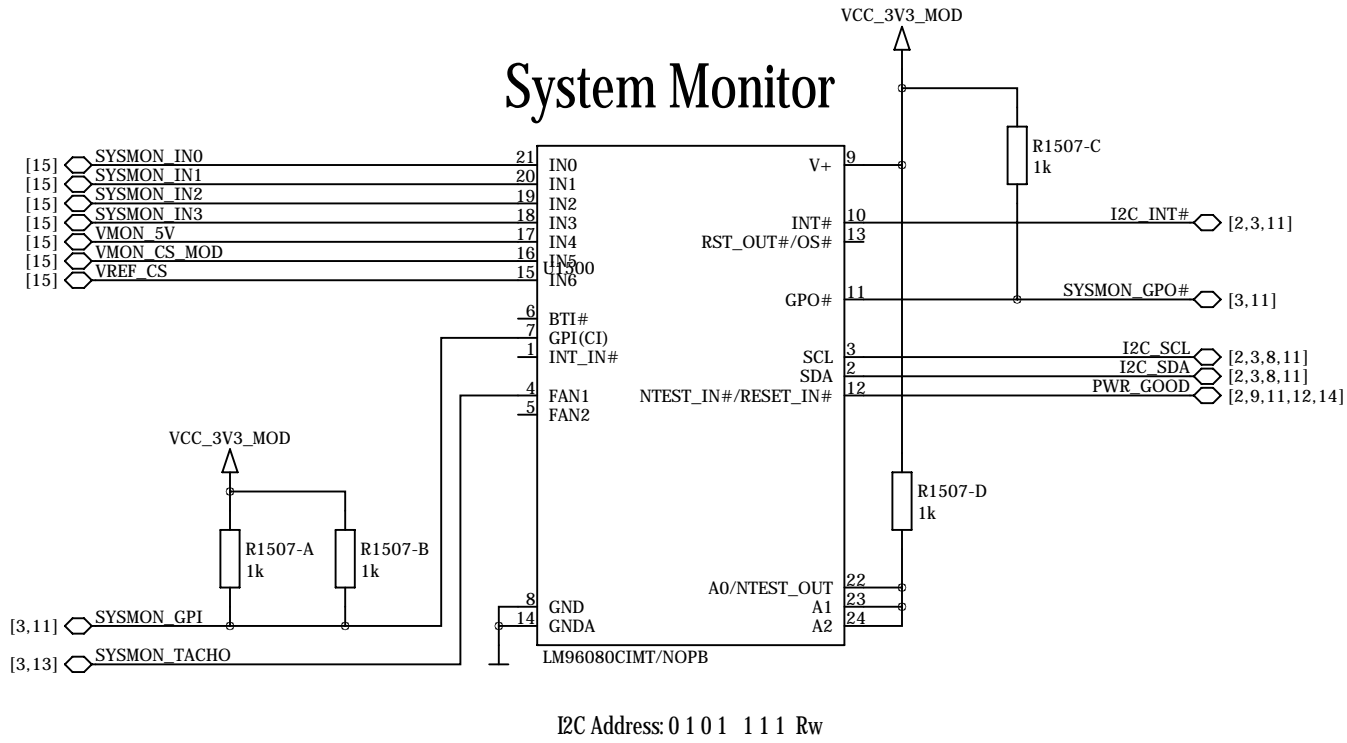 VCC_3V3_MOD
System Monitor
[15] SYSMON_IN0 21 IN0 V+ 9
R1507-C
1k
[15] SYSMON_IN1 20 IN1
[15] SYSMON_IN2 19 IN2
[15] SYSMON_IN3 18 IN3 INT# 10 I2C_INT# [2,3,11]
[15] VMON_5V 17 IN4 RST_OUT#/OS# 13
[15] VMON_CS_MOD 16 IN5
U1500
[15] VREF_CS 15 IN6
GPO# 11 SYSMON_GPO# [3,11]
6 BTI#
7 GPI(CI)
1 INT_IN# SCL 3 I2C_SCL [2,3,8,11]
SDA 2 I2C_SDA [2,3,8,11]
4 FAN1 NTEST_IN#/RESET_IN# 12 PWR_GOOD [2,9,11,12,14]
5 FAN2
VCC_3V3_MOD
R1507-D
1k
R1507-A R1507-B
1k 1k
A0/NTEST_OUT 22
8 GND A1 23
[3,11] SYSMON_GPI 14 GNDA A2 24
[3,13] SYSMON_TACHO
LM96080CIMT/NOPB
I2C Address: 0 1 0 1 1 1 1 Rw